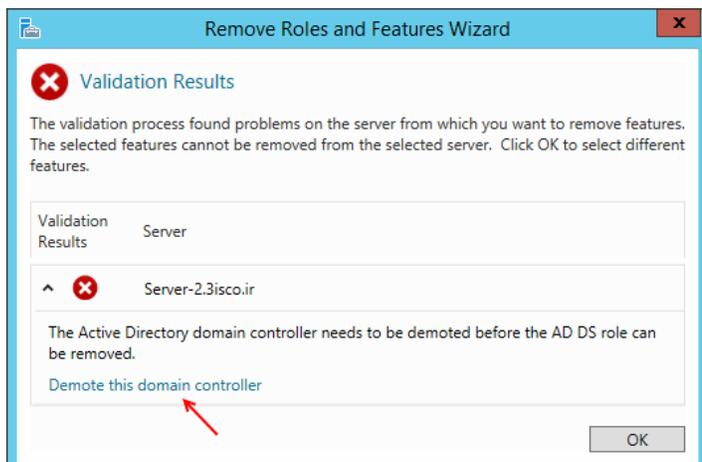 Remove Roles and Features Wizard
x
Validation Results
The validation process found problems on the server from which you want to remove features.
The selected features cannot be removed from the selected server.  Click OK to select different
features.
Validation
Results
Server
Server-2.3isco.ir
The Active Directory domain controller needs to be demoted before the AD DS role can
be removed.
Demote this domain controller
OK